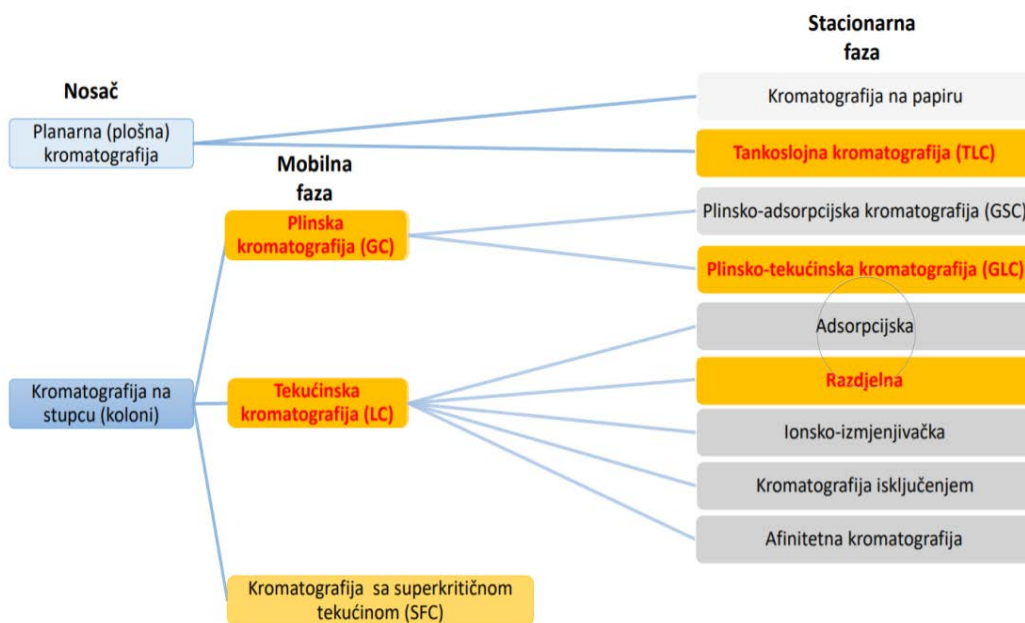 Stacionarna
faza
Nosač
Kromatografija na papiru
Planarna (plošna)
kromatografija
Tankoslojna kromatografija (TLC)
Mobilna
faza
Plinska
kromatografija (GC)
Plinsko-adsorpcijska kromatografija (GSC)
Plinsko-tekućinska kromatografija (GLC)
Adsorpcijska
Kromatografija na
stupcu (koloni)
Tekućinska
kromatografija (LC)
Razdjelna
Ionsko-izmjenjivačka
Kromatografija isključenjem
Afinitetna kromatografija
Kromatografija sa superkritičnom
tekućinom (SFC)